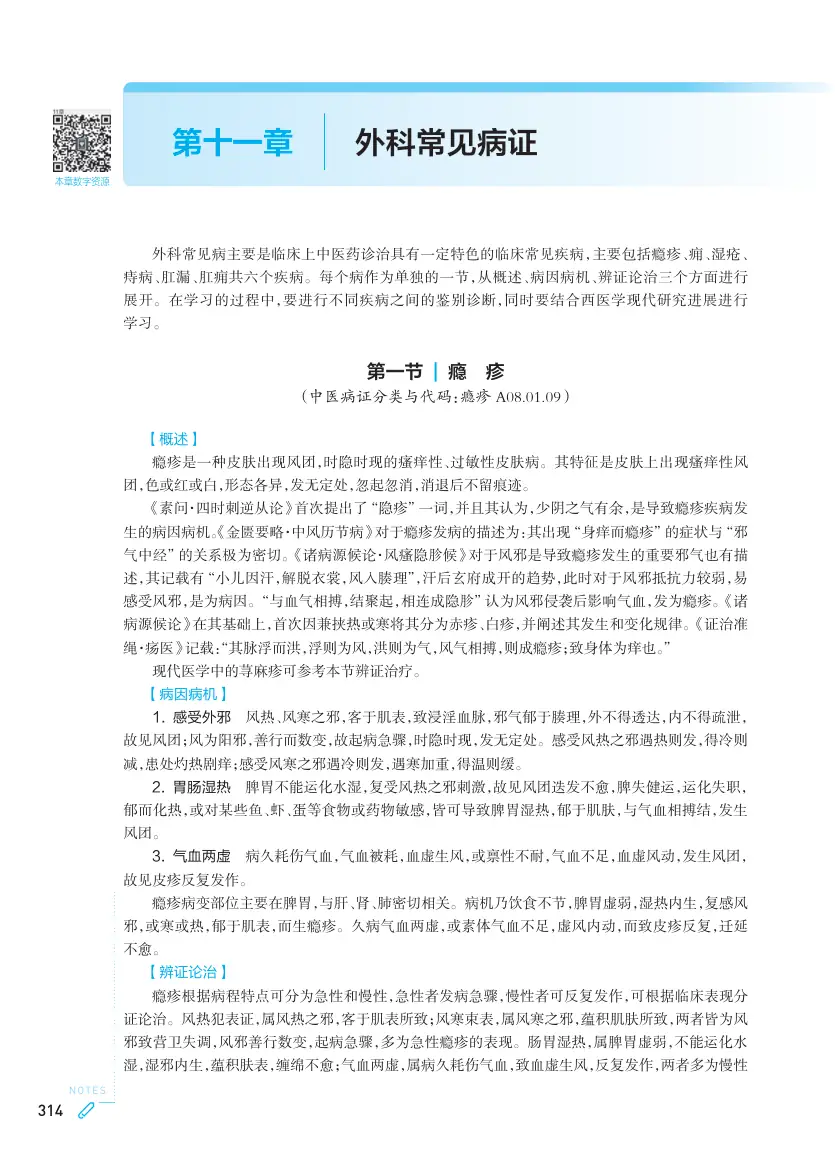 11章
本章数字资源
第十一章 外科常见病证
外科常见病主要是临床上中医药诊治具有一定特色的临床常见疾病,主要包括瘾疹、痈、湿疮、
痔病、肛漏、肛痈共六个疾病。每个病作为单独的一节,从概述、病因病机、辨证论治三个方面进行
展开。在学习的过程中,要进行不同疾病之间的鉴别诊断,同时要结合西医学现代研究进展进行
学习。
第一节 | 瘾 疹
(中医病证分类与代码:瘾疹 A08.01.09)
【概述】
瘾疹是一种皮肤出现风团,时隐时现的瘙痒性、过敏性皮肤病。其特征是皮肤上出现瘙痒性风
团,色或红或白,形态各异,发无定处,忽起忽消,消退后不留痕迹。
《素问·四时刺逆从论》首次提出了“隐疹”一词,并且其认为,少阴之气有余,是导致瘾疹疾病发
生的病因病机。《金匮要略·中风历节病》对于瘾疹发病的描述为:其出现“身痒而瘾疹”的症状与“邪
气中经”的关系极为密切。《诸病源候论·风瘙隐胗候》对于风邪是导致瘾疹发生的重要邪气也有描
述,其记载有“小儿因汗,解脱衣裳,风入腠理”,汗后玄府成开的趋势,此时对于风邪抵抗力较弱,易
感受风邪,是为病因。“与血气相搏,结聚起,相连成隐胗”认为风邪侵袭后影响气血,发为瘾疹。《诸
病源候论》在其基础上,首次因兼挟热或寒将其分为赤疹、白疹,并阐述其发生和变化规律。《证治准
绳·疡医》记载:“其脉浮而洪,浮则为风,洪则为气,风气相搏,则成瘾疹;致身体为痒也。”
现代医学中的荨麻疹可参考本节辨证治疗。
【病因病机】
1. 感受外邪 风热、风寒之邪,客于肌表,致浸淫血脉,邪气郁于腠理,外不得透达,内不得疏泄,
故见风团;风为阳邪,善行而数变,故起病急骤,时隐时现,发无定处。感受风热之邪遇热则发,得冷则
减,患处灼热剧痒;感受风寒之邪遇冷则发,遇寒加重,得温则缓。
2. 胃肠湿热 脾胃不能运化水湿,复受风热之邪刺激,故见风团迭发不愈,脾失健运,运化失职,
郁而化热,或对某些鱼、虾、蛋等食物或药物敏感,皆可导致脾胃湿热,郁于肌肤,与气血相搏结,发生
风团。
3. 气血两虚 病久耗伤气血,气血被耗,血虚生风,或禀性不耐,气血不足,血虚风动,发生风团,
故见皮疹反复发作。
瘾疹病变部位主要在脾胃,与肝、肾、肺密切相关。病机乃饮食不节,脾胃虚弱,湿热内生,复感风
邪,或寒或热,郁于肌表,而生瘾疹。久病气血两虚,或素体气血不足,虚风内动,而致皮疹反复,迁延
不愈。
【辨证论治】
瘾疹根据病程特点可分为急性和慢性,急性者发病急骤,慢性者可反复发作,可根据临床表现分
证论治。风热犯表证,属风热之邪,客于肌表所致;风寒束表,属风寒之邪,蕴积肌肤所致,两者皆为风
邪致营卫失调,风邪善行数变,起病急骤,多为急性瘾疹的表现。肠胃湿热,属脾胃虚弱,不能运化水
湿,湿邪内生,蕴积肤表,缠绵不愈;气血两虚,属病久耗伤气血,致血虚生风,反复发作,两者多为慢性
NOTES
314